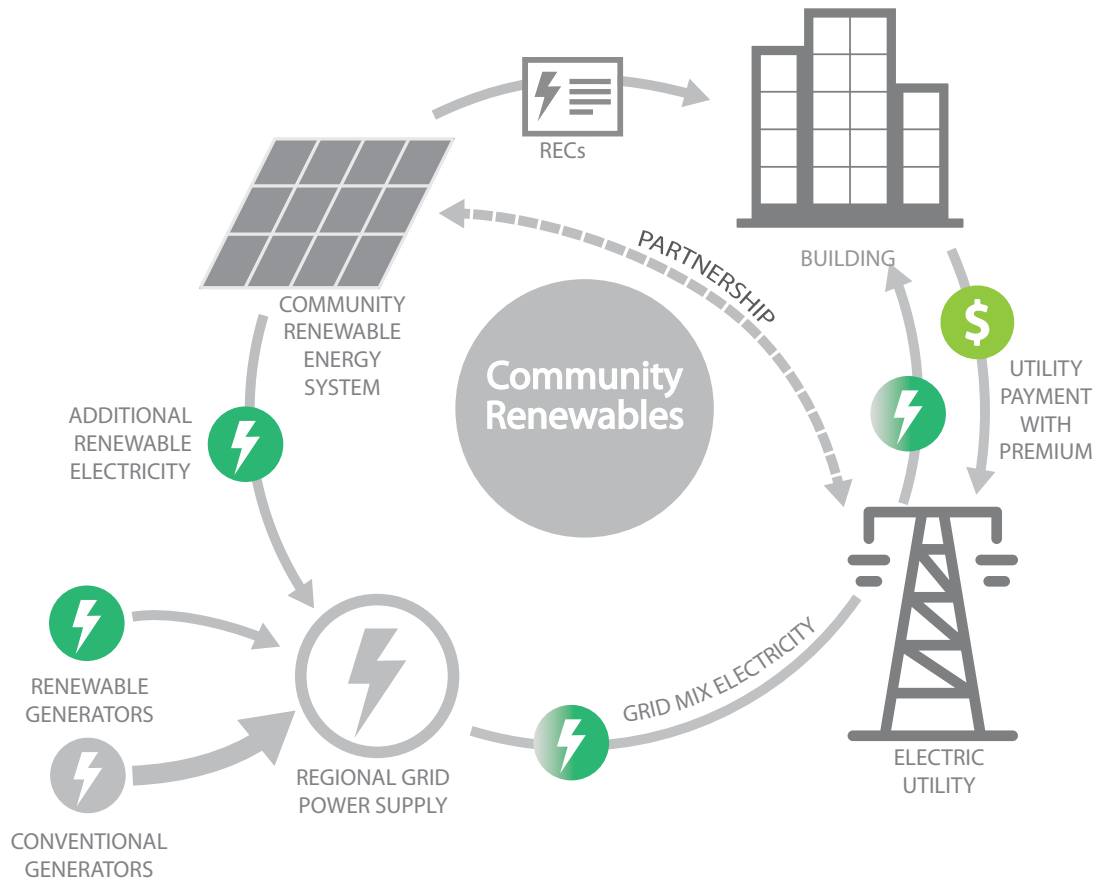 RECs
BUILDING
PARTNERSHIP
COMMUNITY
RENEWABLE
ENERGY
SYSTEM
$
UTILITY
PAYMENT
WITH
PREMIUM
Community
Renewables
ADDITIONAL
RENEWABLE
ELECTRICITY
RENEWABLE
GENERATORS
GRID MIX ELECTRICITY
REGIONAL GRID
POWER SUPPLY
ELECTRIC
UTILITY
CONVENTIONAL
GENERATORS